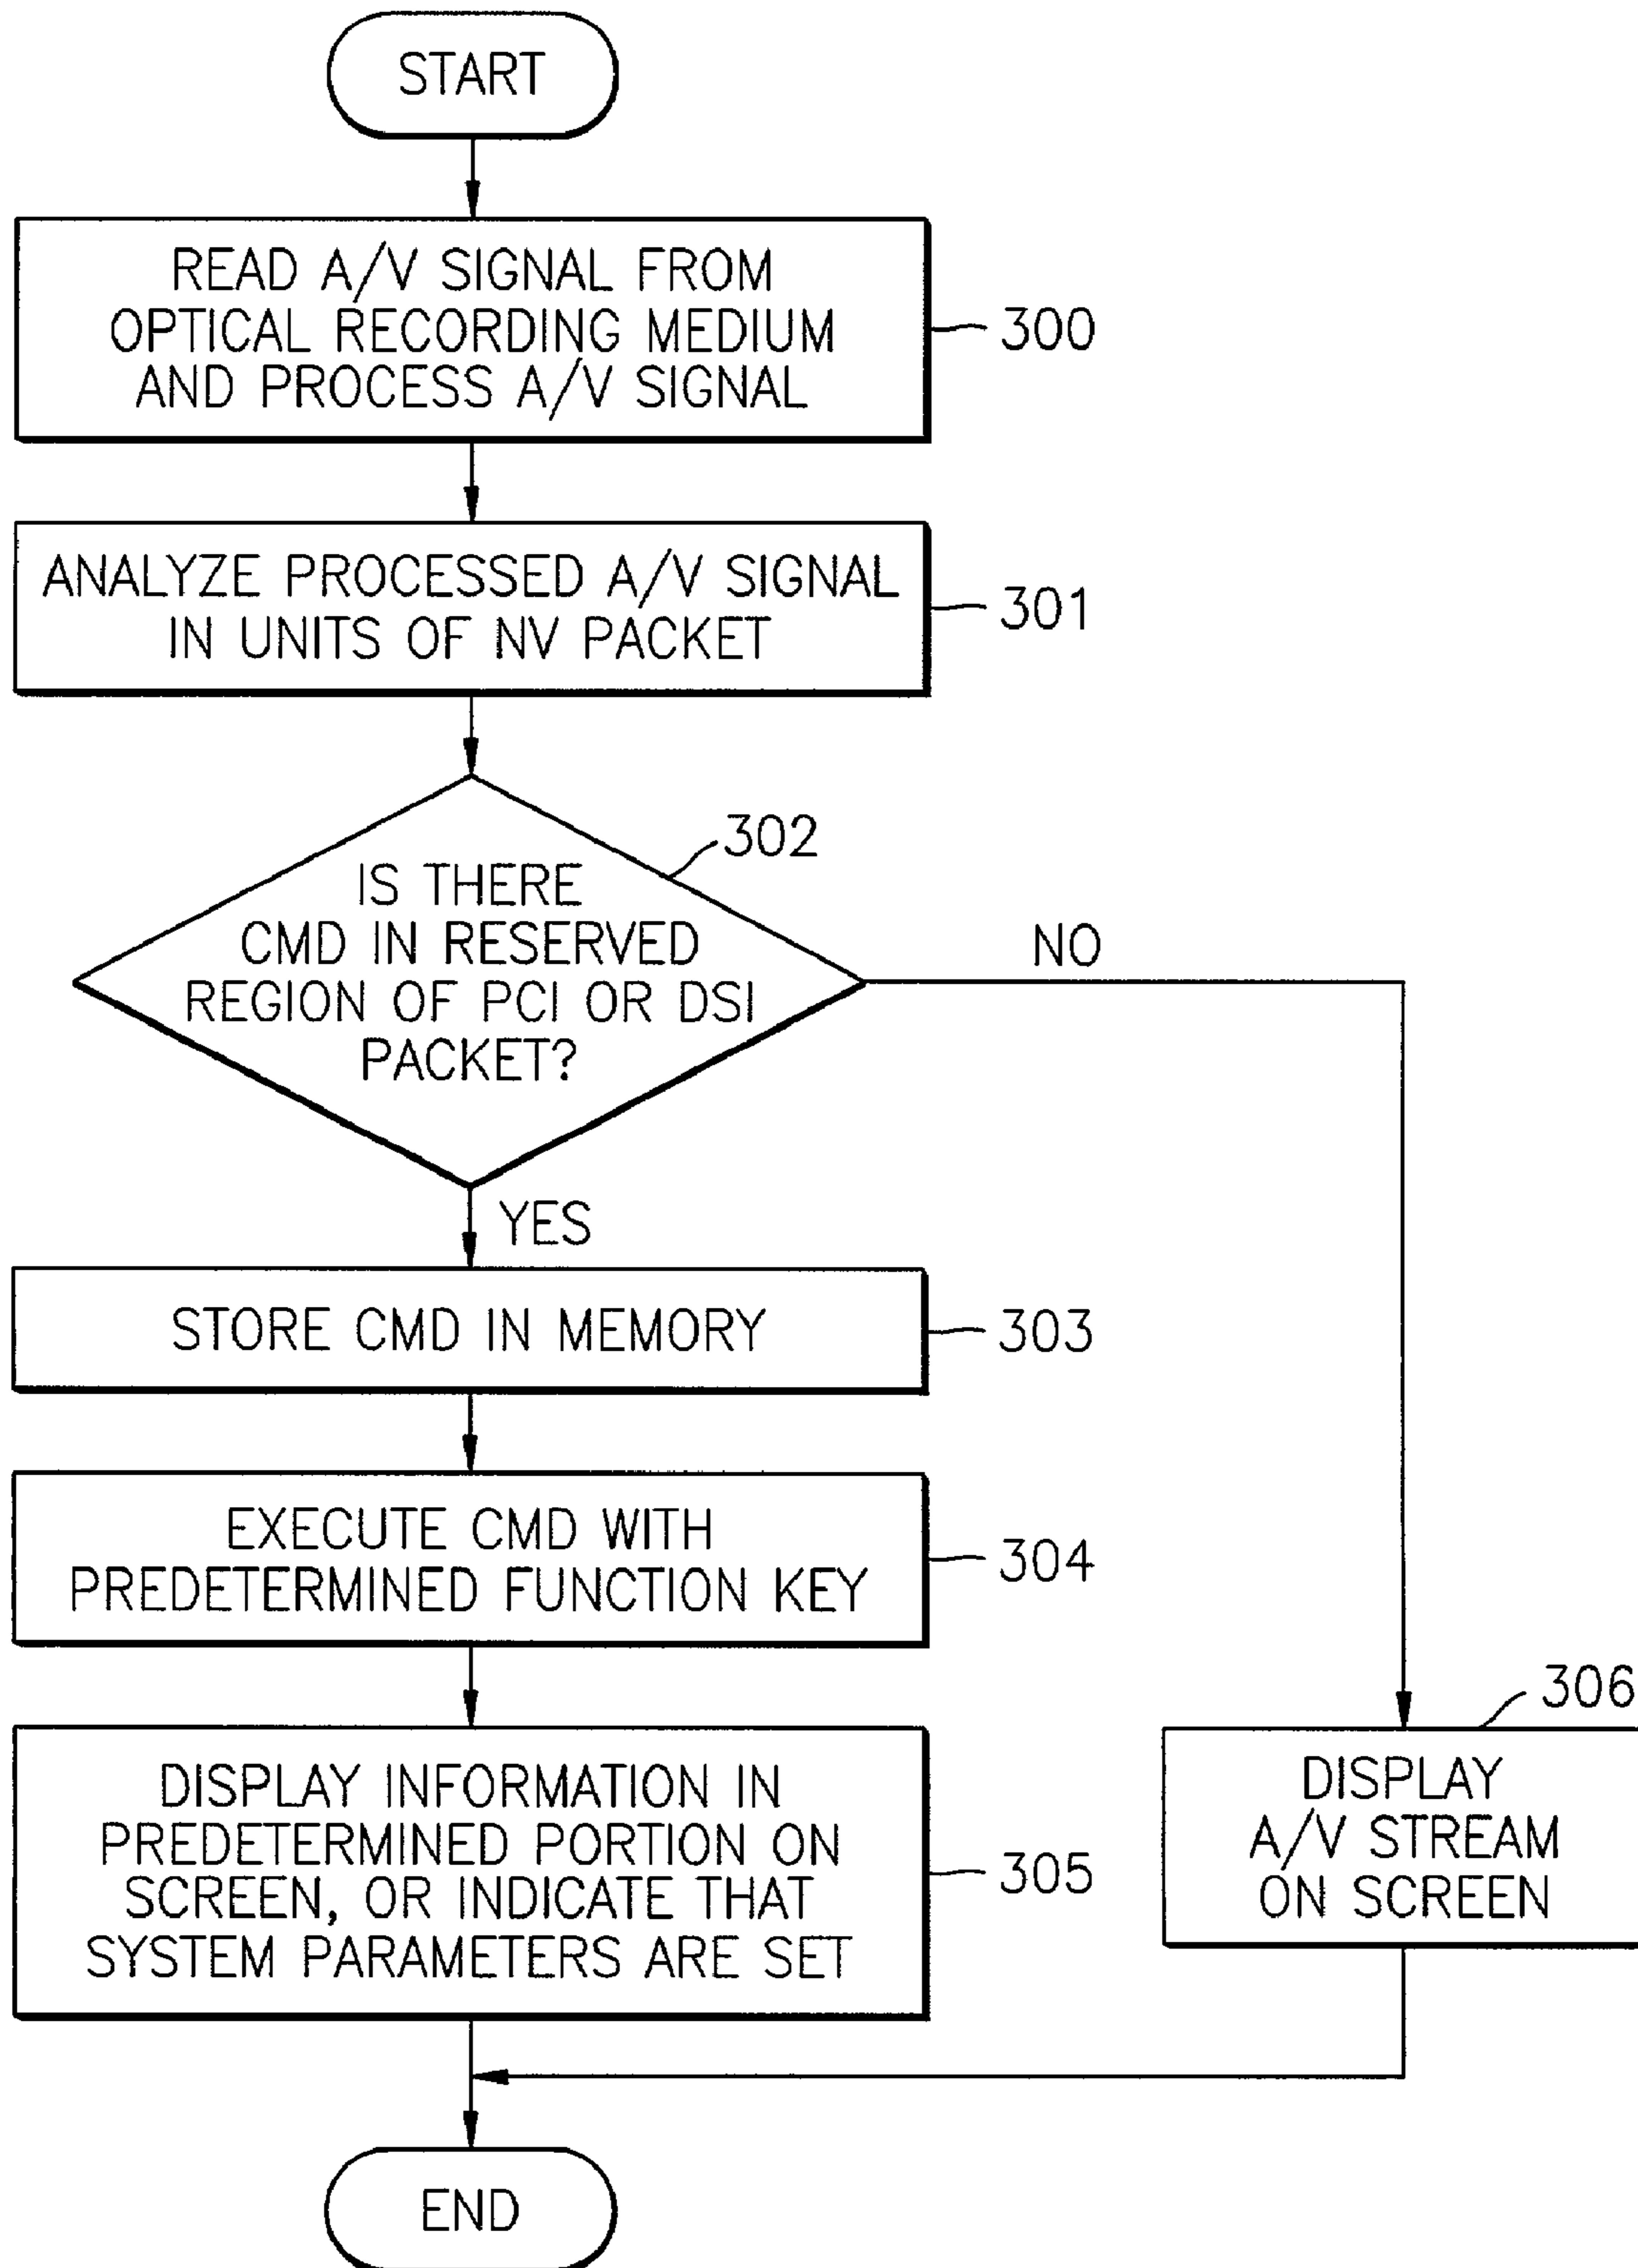 START
READ A/V SIGNAL FROM
OPTICAL RECORDING MEDIUM
AND PROCESS A/V SIGNAL
300
ANALYZE PROCESSED A/V SIGNAL
IN UNITS OF NV PACKET
301
302
IS THERE
CMD IN RESERVED
REGION OF PCI OR DSI
PACKET?
NO
YES
STORE CMD IN MEMORY
303
EXECUTE CMD WITH
PREDETERMINED FUNCTION KEY
304
DISPLAY INFORMATION IN
PREDETERMINED PORTION ON
SCREEN, OR INDICATE THAT
SYSTEM PARAMETERS ARE SET
305
306
DISPLAY
A/V STREAM
ON SCREEN
END